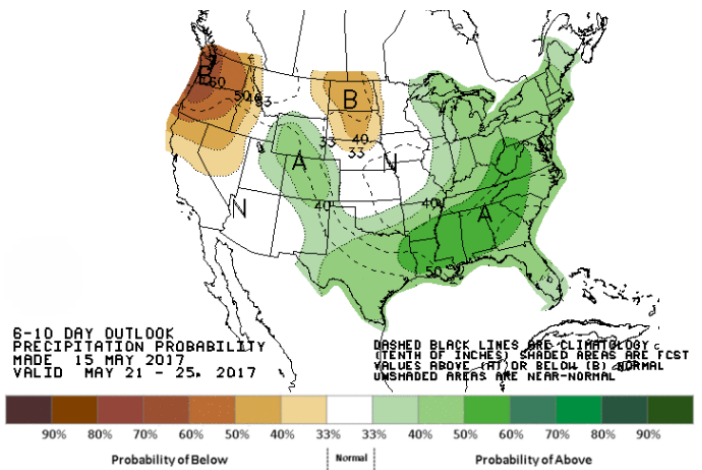 B
60
50
40
33
B
40
33
33
A
N
N
40
40
A
50
6-10 DAY OUTLOOK
PRECIPITATION PROBABILITY
MADE 15 MAY 2017
VALID MAY 21 - 25, 2017
DASHED BLACK LINES ARE CLIMATOLOGY
(TENTH OF INCHES) SHADED AREAS ARE FCST
VALUES ABOVE (A) OR BELOW (B) NORMAL
UNSHADED AREAS ARE NEAR-NORMAL
90% 80% 70% 60% 50% 40% 33% 33% 40% 50% 60% 70% 80% 90%
Probability of Below Normal Probability of Above